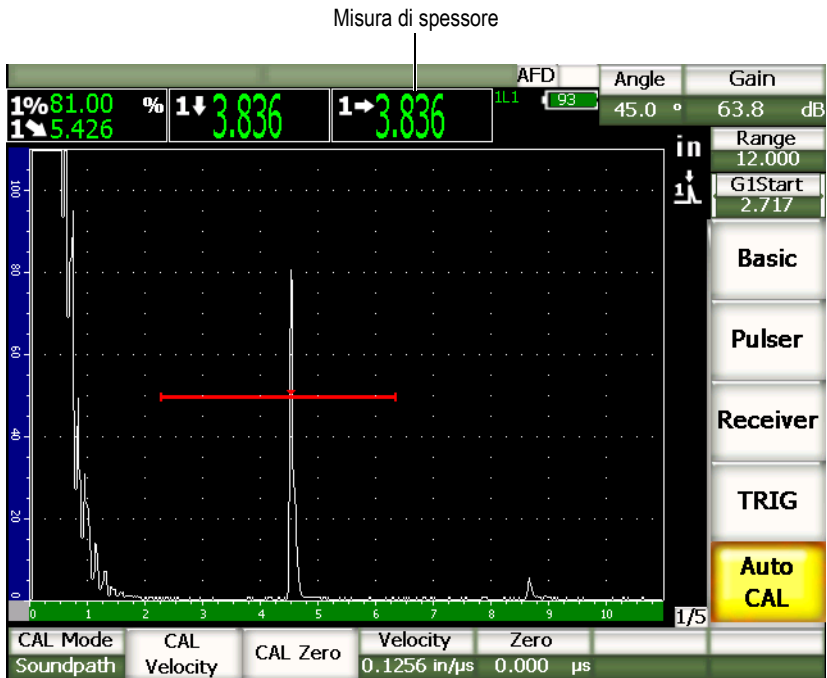 Misura di spessore
AFD
Angle
Gain
1% 81.00 %
1 5.426
1 3.836
1 3.836
1L1
93
45.0 °
63.8 dB
in
Range
12.000
1
G1Start
2.717
100
80
60
40
20
0
Basic
Pulser
Receiver
TRIG
Auto
CAL
0 1 2 3 4 5 6 7 8 9 10
1/5
CAL Mode
Soundpath
CAL
Velocity
CAL Zero
Velocity
0.1256 in/µs
Zero
0.000 µs